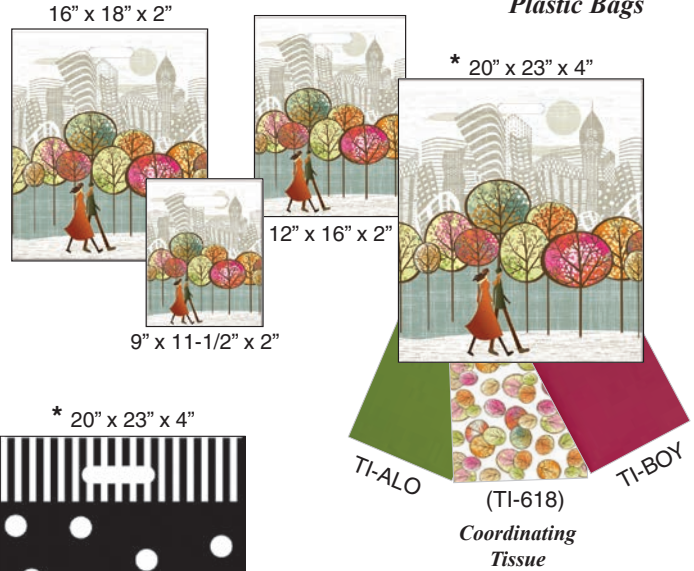 Plastic Bags
16” x 18” x 2”
* 20” x 23” x 4”
12” x 16” x 2”
9” x 11-1/2” x 2”
* 20” x 23” x 4”
TI-ALO
(TI-618)
TI-BOY
Coordinating
Tissue